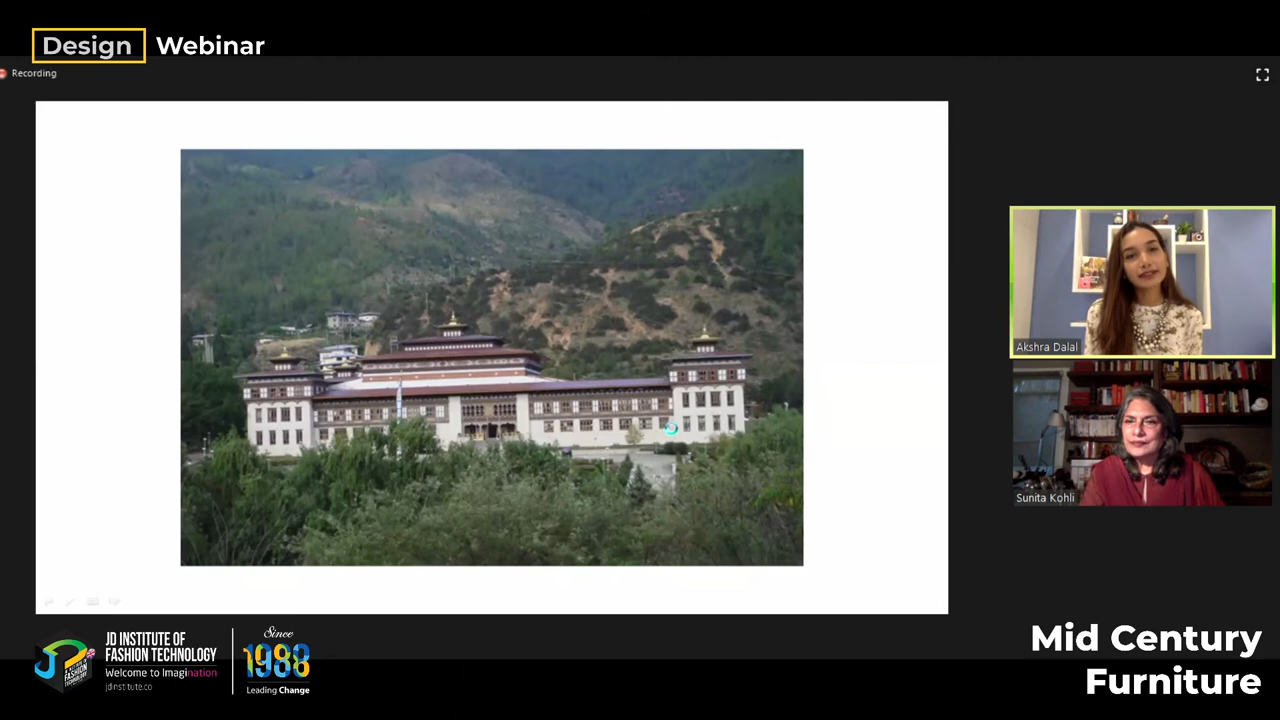 Design Webinar
Recording
Akshra Dalal
Sunita Kohli
JD INSTITUTE OF
FASHION TECHNOLOGY
Welcome to Imagination
jdinstitute.co
Since
1988
Leading Change
Mid Century
Furniture